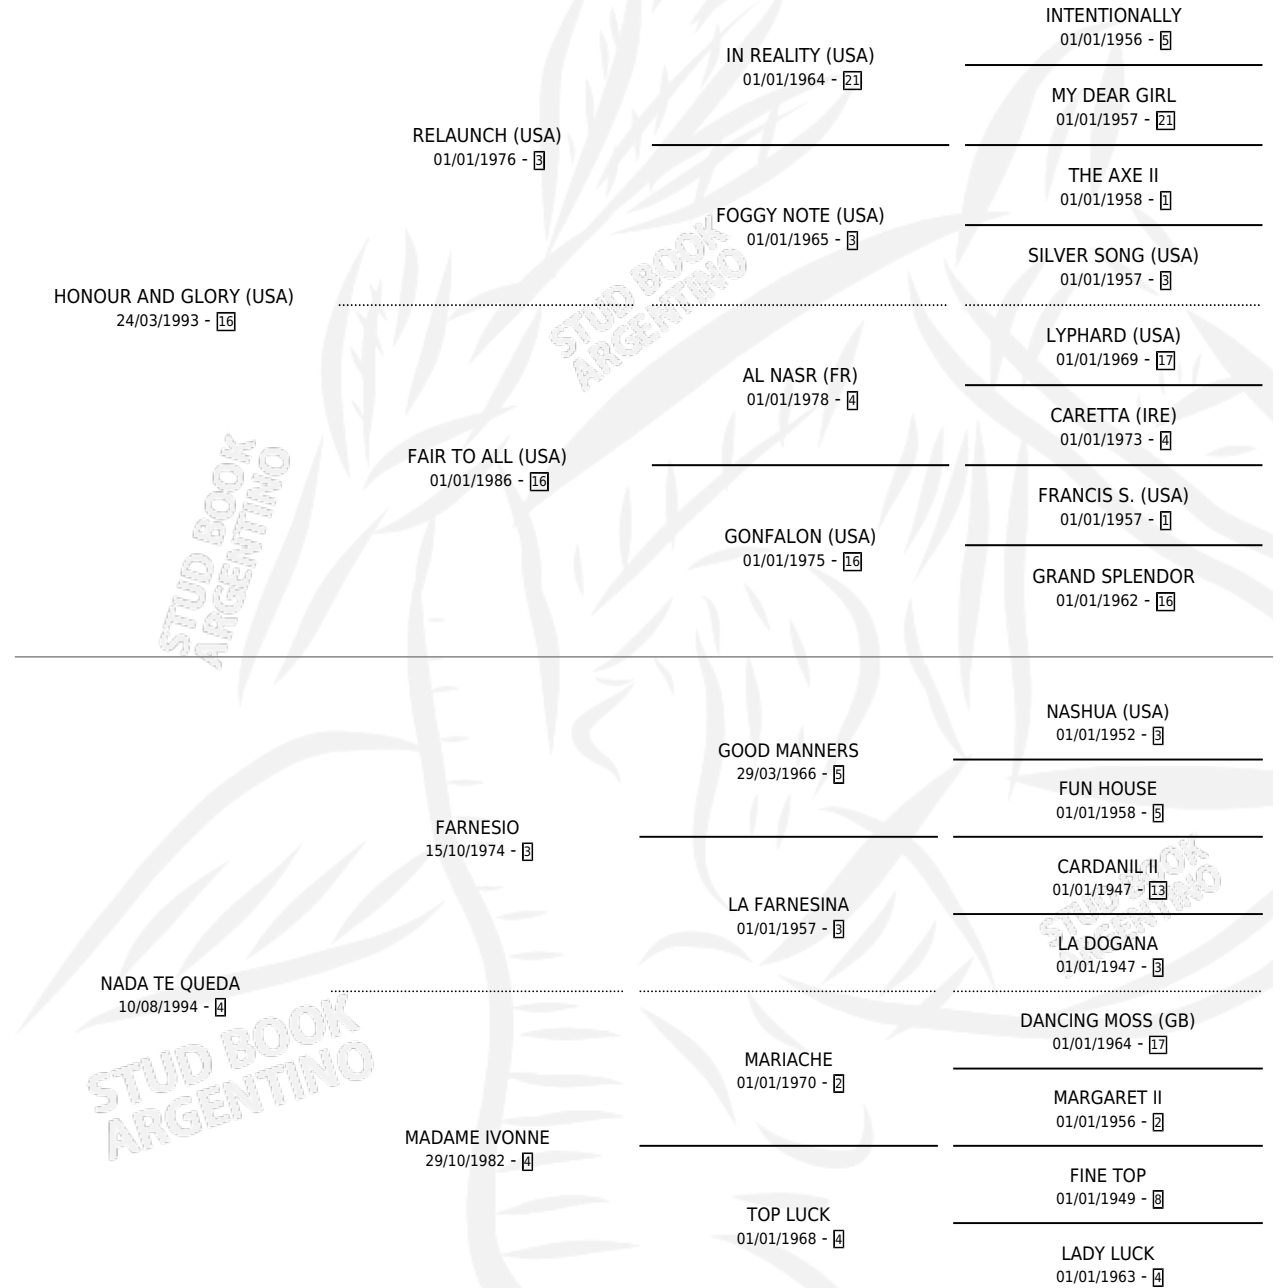 INTENTIONALLY
01/01/1956 - 5
IN REALITY (USA)
01/01/1964 - 21
MY DEAR GIRL
01/01/1957 - 21
RELAUNCH (USA)
01/01/1976 - 3
THE AXE II
01/01/1958 - 1
FOGGY NOTE (USA)
01/01/1965 - 3
SILVER SONG (USA)
01/01/1957 - 3
HONOUR AND GLORY (USA)
24/03/1993 - 16
LYPHARD (USA)
01/01/1969 - 17
AL NASR (FR)
01/01/1978 - 4
CARETTA (IRE)
01/01/1973 - 4
FAIR TO ALL (USA)
01/01/1986 - 16
FRANCIS S. (USA)
01/01/1957 - 1
GONFALON (USA)
01/01/1975 - 16
GRAND SPLENDOR
01/01/1962 - 16
NASHUA (USA)
01/01/1952 - 3
GOOD MANNERS
29/03/1966 - 5
FUN HOUSE
01/01/1958 - 5
FARNESIO
15/10/1974 - 3
CARDANIL II
01/01/1947 - 13
LA FARNESINA
01/01/1957 - 3
LA DOGANA
01/01/1947 - 3
NADA TE QUEDA
10/08/1994 - 4
DANCING MOSS (GB)
01/01/1964 - 17
MARIACHE
01/01/1970 - 2
MARGARET II
01/01/1956 - 2
MADAME IVONNE
29/10/1982 - 4
FINE TOP
01/01/1949 - 8
TOP LUCK
01/01/1968 - 4
LADY LUCK
01/01/1963 - 4
STUD BOOK
ARGENTINO
STUD BOOK
ARGENTINO
STUD BOOK
ARGENTINO
STUD BOOK
ARGENTINO